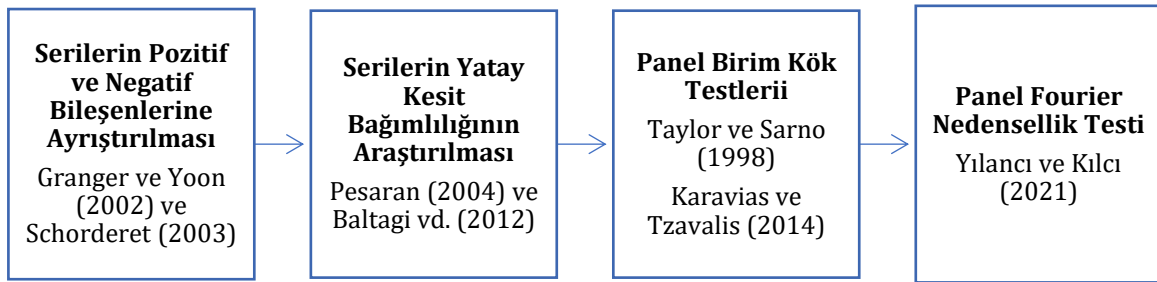 Serilerin Pozitif
ve Negatif
Bileşenlerine
Ayrıştırılması
Granger ve Yoon
(2002) ve
Schorderet (2003)
Serilerin Yatay
Kesit
Bağımlılığının
Araştırılması
Pesaran (2004) ve
Baltagi vd. (2012)
Panel Birim Kök
Testlerii
Taylor ve Sarno
(1998)
Karavias ve
Tzavalis (2014)
Panel Fourier
Nedensellik Testi
Yılancı ve Kılcı
(2021)